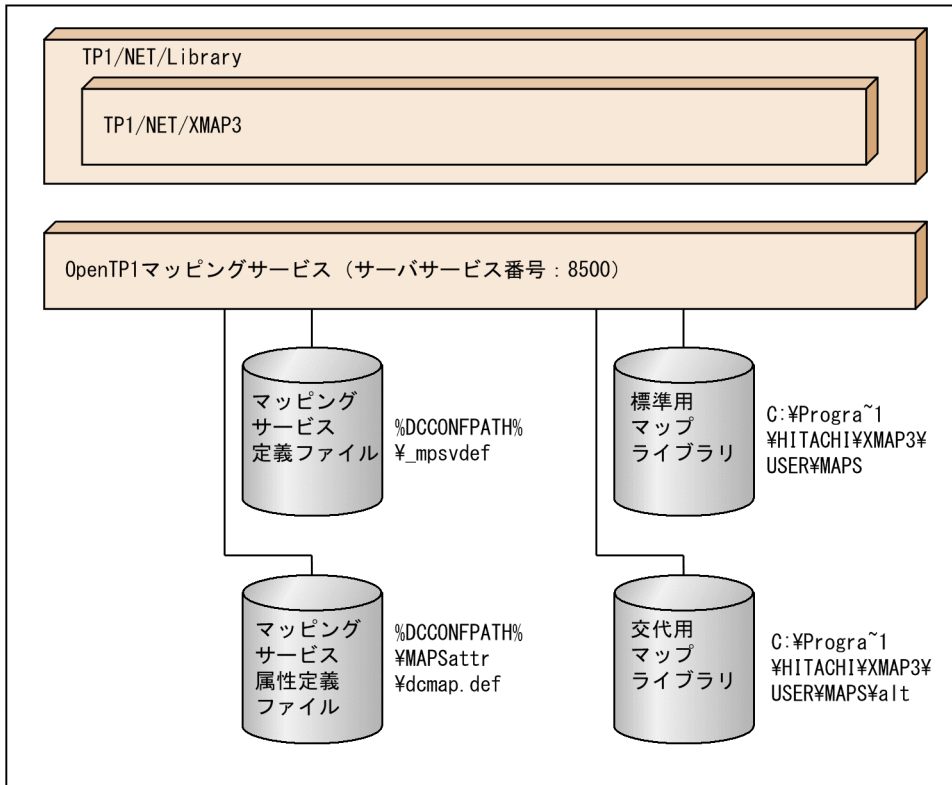 TP1/NET/Library
TP1/NET/XMAP3
OpenTP1マッピングサービス（サーバサービス番号：8500）
マッピング
サービス
定義ファイル
%DCCONFPATH%
¥_mpsvdef
標準用
マップ
ライブラリ
C:¥Progra~1
¥HITACHI¥XMAP3¥
USER¥MAPS
マッピング
サービス
属性定義
ファイル
%DCCONFPATH%
¥MAPSattr
¥dcmap.def
交代用
マップ
ライブラリ
C:¥Progra~1
¥HITACHI¥XMAP3¥
USER¥MAPS¥alt